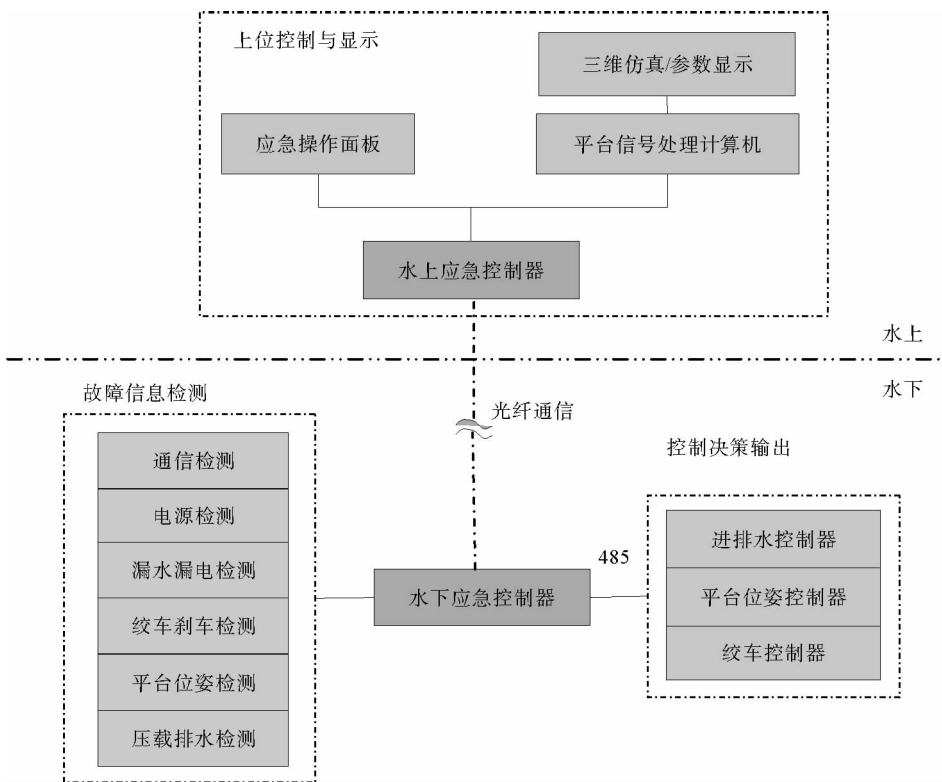 上位控制与显示
三维仿真/参数显示
应急操作面板
平台信号处理计算机
水上应急控制器
水上
水下
故障信息检测
光纤通信
控制决策输出
通信检测
电源检测
漏水漏电检测
绞车刹车检测
平台位姿检测
压载排水检测
水下应急控制器
485
进排水控制器
平台位姿控制器
绞车控制器